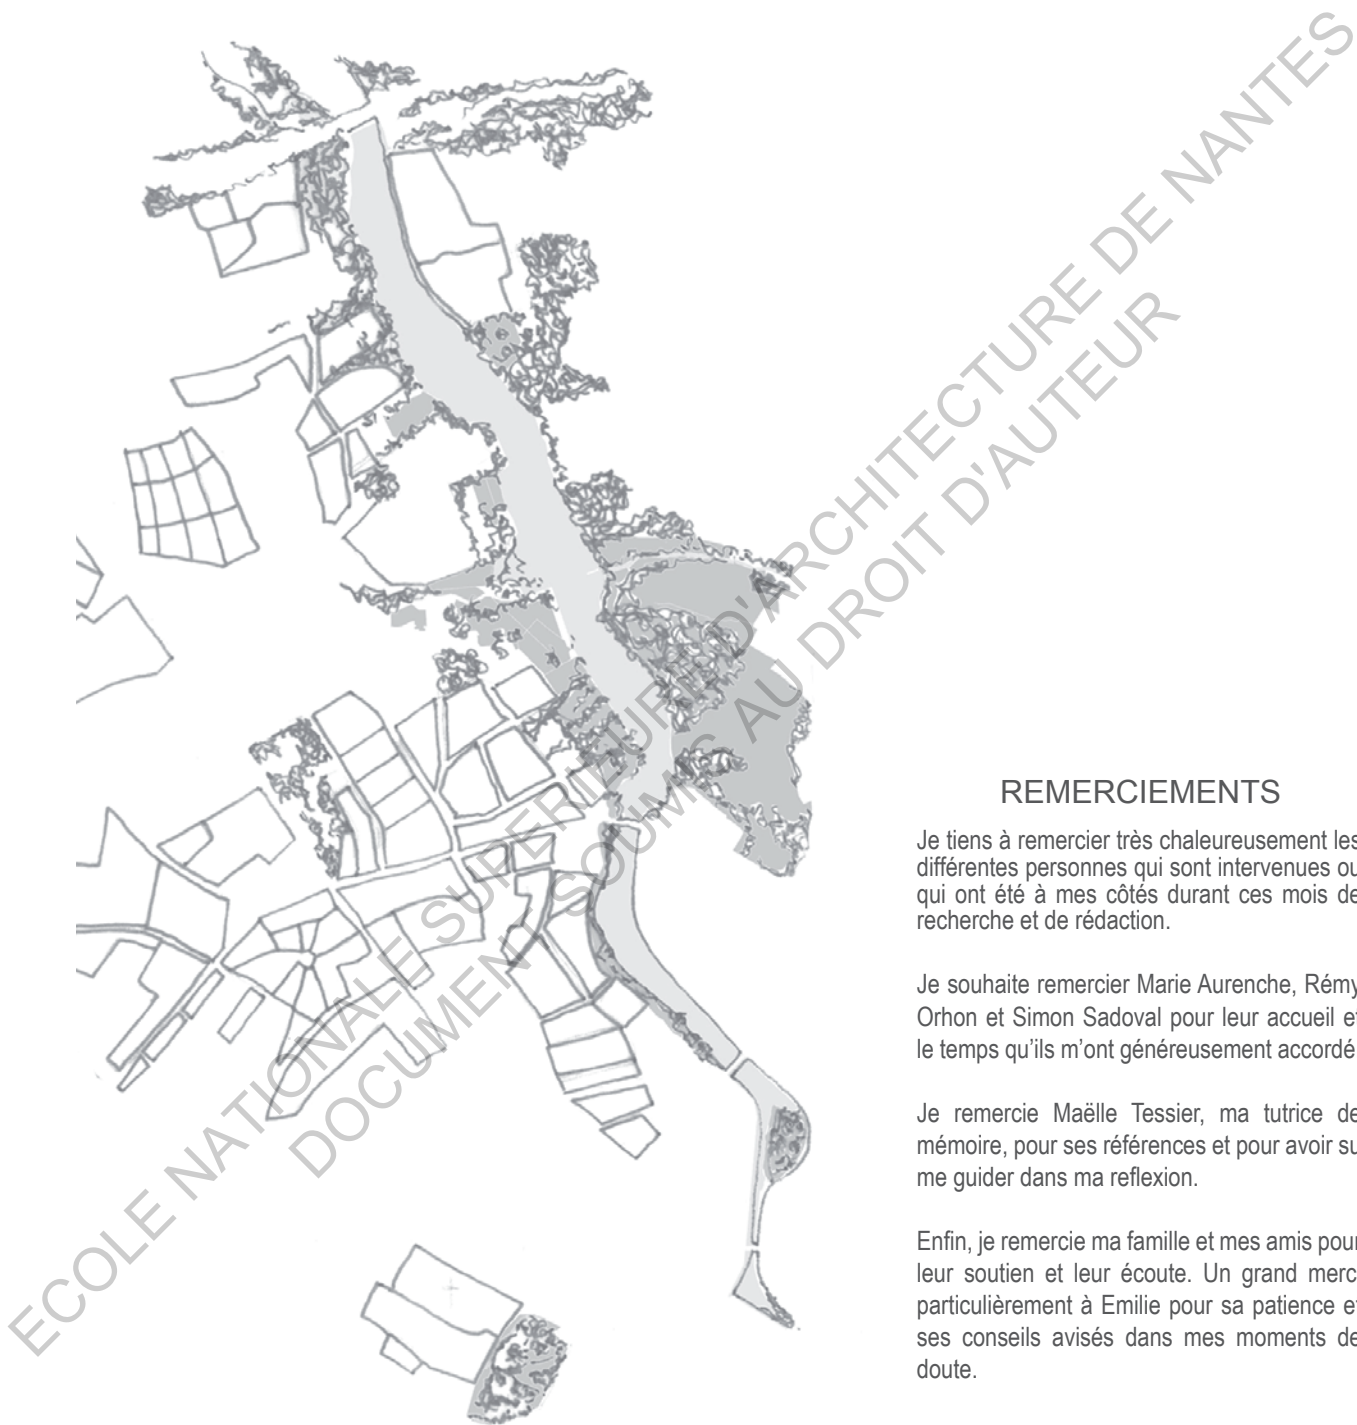 ECOLE NATIONALE SUPERIEURE D'ARCHITECTURE DE NANTES
DOCUMENT SOUMIS AU DROIT D'AUTEUR
REMERCIEMENTS
Je tiens à remercier très chaleureusement les
différentes personnes qui sont intervenues ou
qui ont été à mes côtés durant ces mois de
recherche et de rédaction.
Je souhaite remercier Marie Aurenche, Rémy
Orhon et Simon Sadoval pour leur accueil et
le temps qu'ils m'ont généreusement accordé
Je remercie Maëlle Tessier, ma tutrice de
mémoire, pour ses références et pour avoir su
me guider dans ma reflexion.
Enfin, je remercie ma famille et mes amis pour
leur soutien et leur écoute. Un grand merc
particulièrement à Emilie pour sa patience et
ses conseils avisés dans mes moments de
doute.